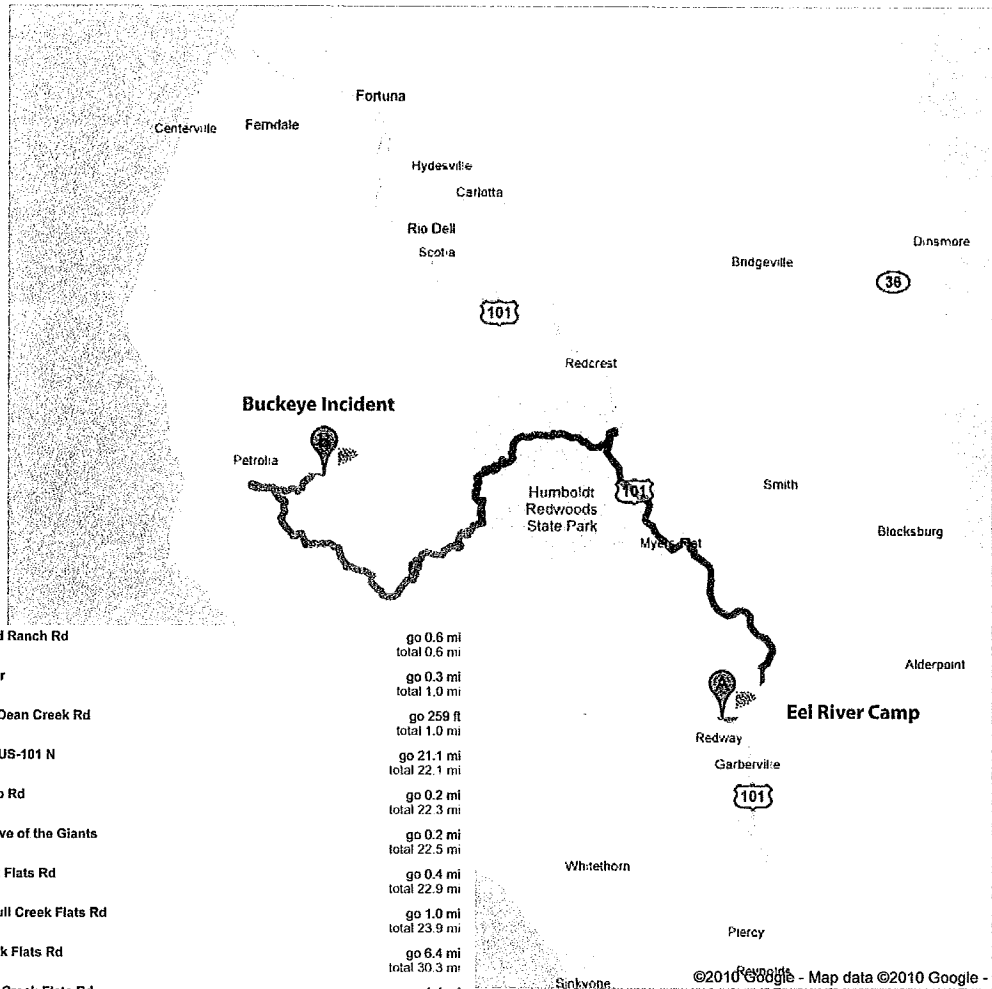 Fortuna
Centerville
Ferndale
Hydesville
Carlotta
Rio Dell
Scotia
Dinsmore
Bridgeville
36
101
Redcrest
Buckeye Incident
B
Petrolia
Humboldt
Redwoods
State Park
101
Smith
Blocksburg
Myers Flat
d Ranch Rd
go 0.6 mi
total 0.6 mi
Alderpoint
r
go 0.3 mi
total 1.0 mi
A
Eel River Camp
Dean Creek Rd
go 259 ft
total 1.0 mi
Redway
US-101 N
go 21.1 mi
total 22.1 mi
Garberville
101
o Rd
go 0.2 mi
total 22.3 mi
ve of the Giants
go 0.2 mi
total 22.5 mi
Whitethorn
Flats Rd
go 0.4 mi
total 22.9 mi
ull Creek Flats Rd
go 1.0 mi
total 23.9 mi
Piercy
k Flats Rd
go 6.4 mi
total 30.3 mi
Reynolds
©2010 Google - Map data ©2010 Google -
Sinkyone
Creek Flats Rd